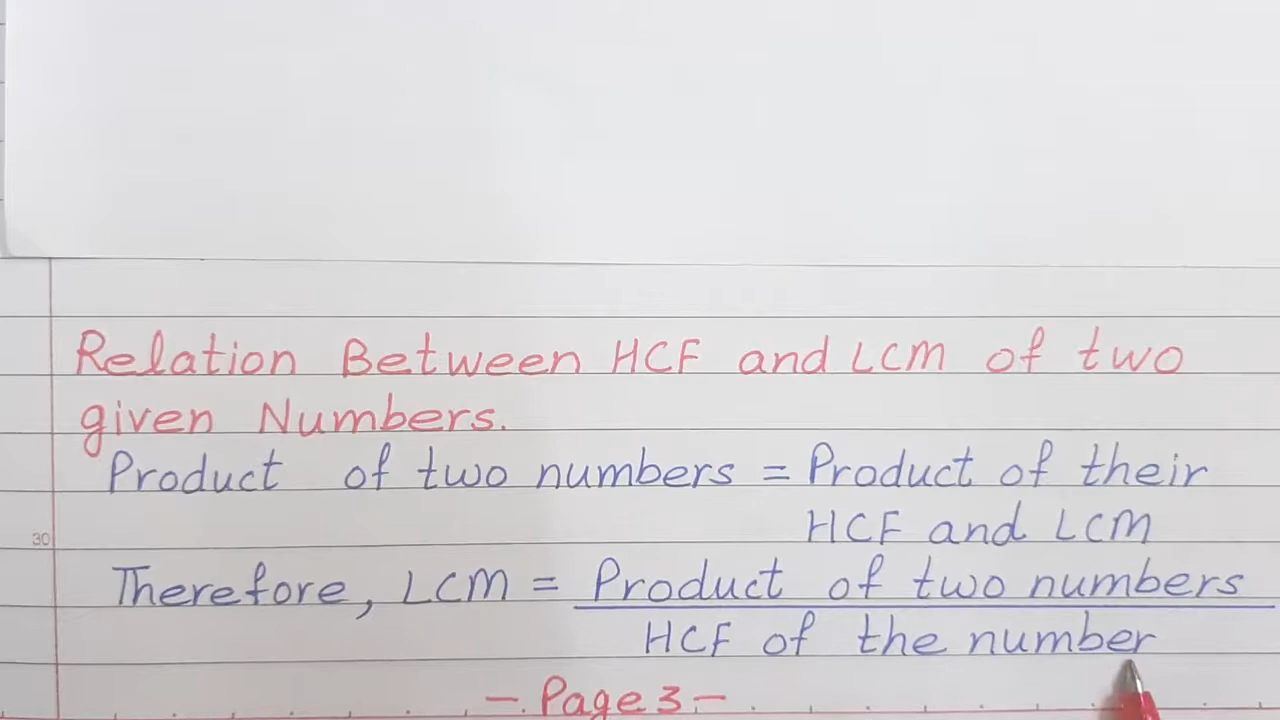 Relation Between HCF and LCM of two
given Numbers.
Product of two numbers = Product of their
HCF and LCM
30
Therefore, LCM = Product of two numbers
HCF of the number
- Page 3 -